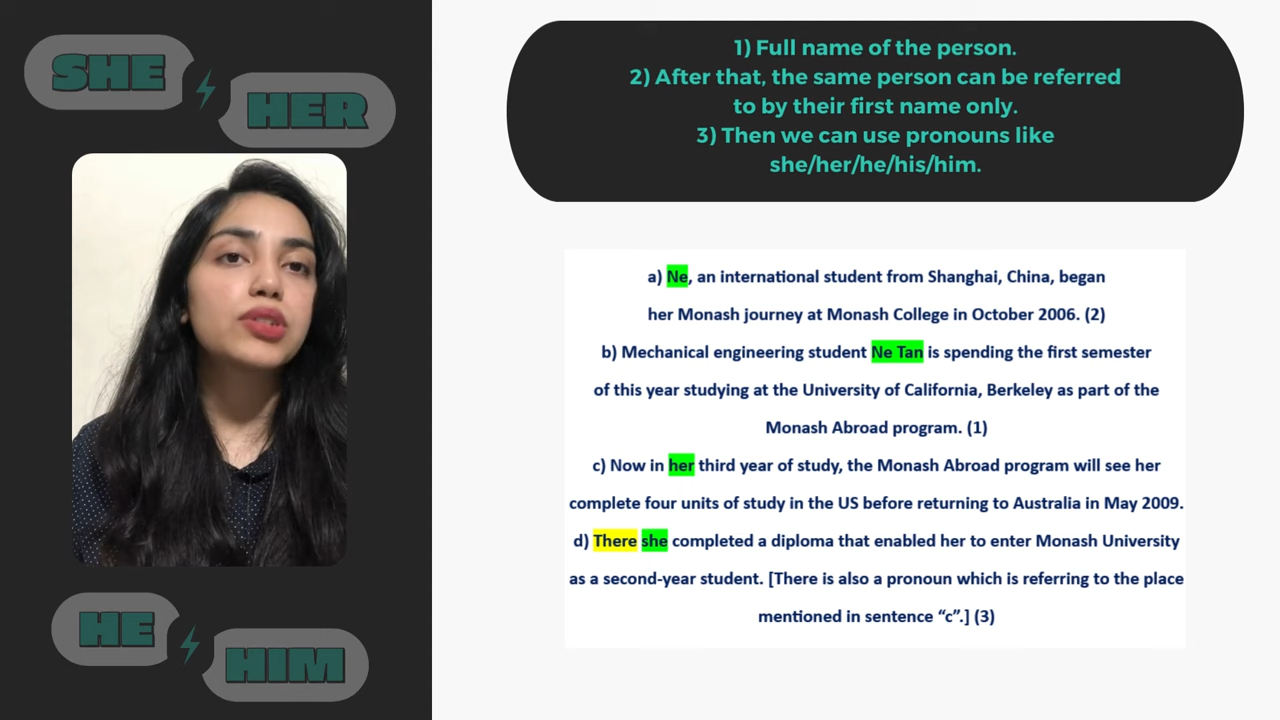 SHE
HER
HE
HIM
1) Full name of the person.
2) After that, the same person can be referred
to by their first name only.
3) Then we can use pronouns like
she/her/he/his/him.
a) Ne, an international student from Shanghai, China, began
her Monash journey at Monash College in October 2006. (2)
b) Mechanical engineering student Ne Tan is spending the first semester
of this year studying at the University of California, Berkeley as part of the
Monash Abroad program. (1)
c) Now in her third year of study, the Monash Abroad program will see her
complete four units of study in the US before returning to Australia in May 2009.
d) There she completed a diploma that enabled her to enter Monash University
as a second-year student. [There is also a pronoun which is referring to the place
mentioned in sentence “c”.] (3)